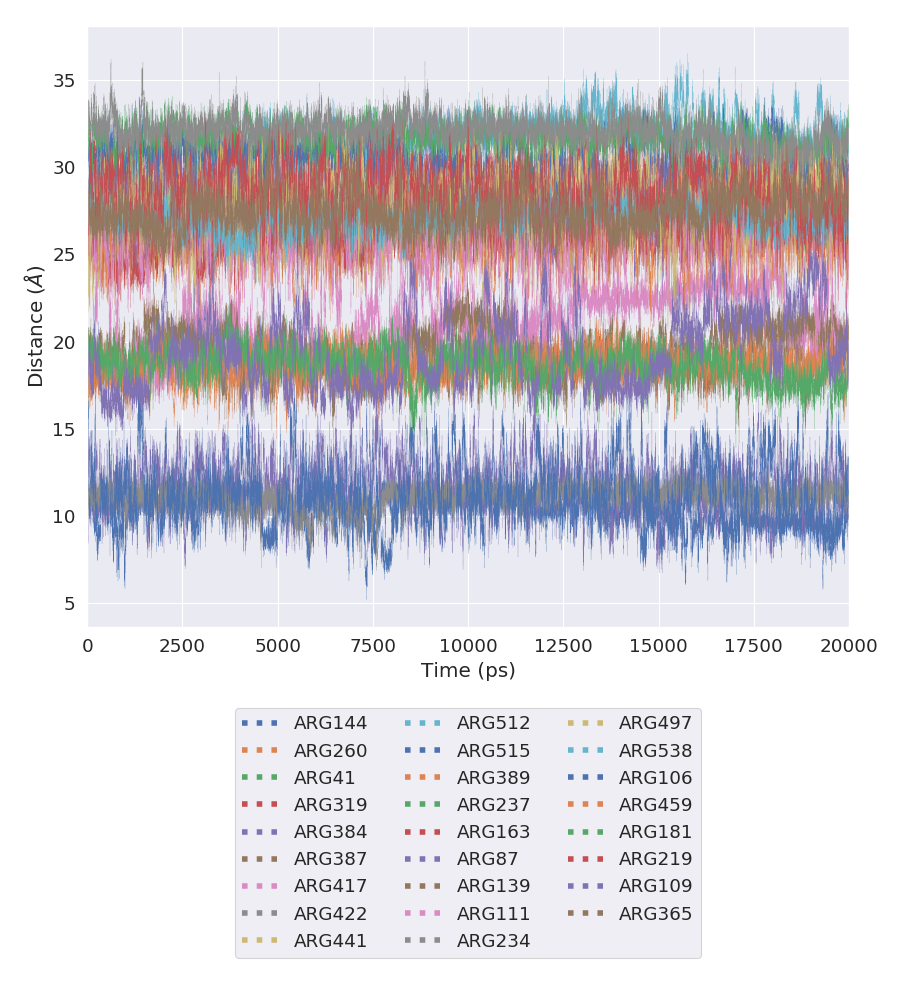 35
30
25
20
15
10
5
Distance (Å)
0 2500 5000 7500 10000 12500 15000 17500 20000
Time (ps)
ARG144 ARG512 ARG497
ARG260 ARG515 ARG538
ARG41 ARG389 ARG106
ARG319 ARG237 ARG459
ARG384 ARG163 ARG181
ARG387 ARG87 ARG219
ARG417 ARG139 ARG109
ARG422 ARG111 ARG365
ARG441 ARG234